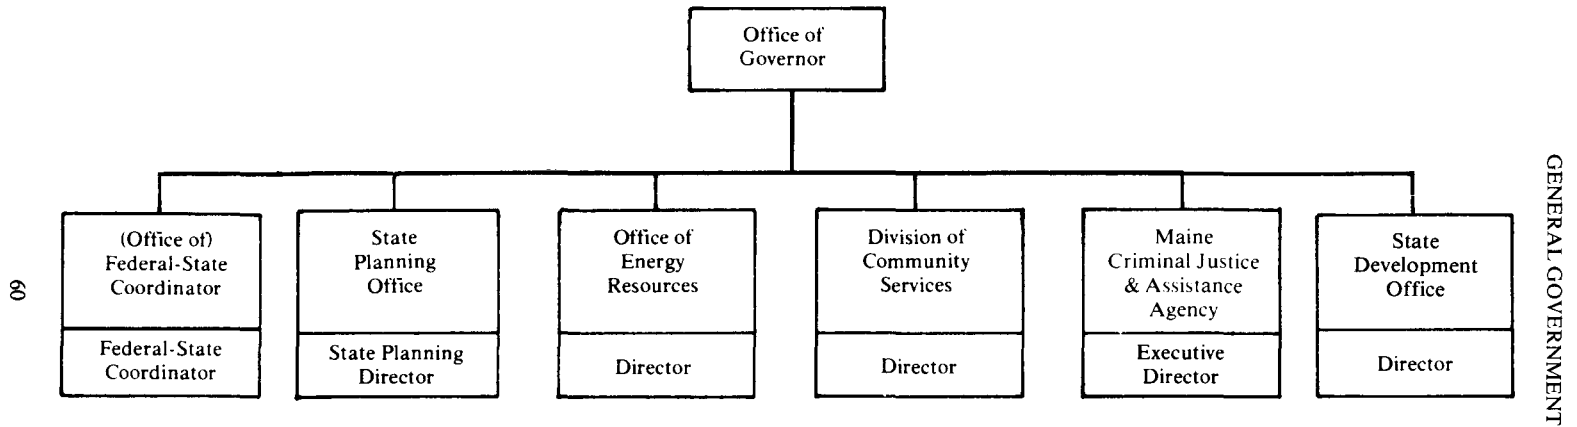 Office of
Governor
(Office of)
Federal-State
Coordinator
Federal-State
Coordinator
State
Planning
Office
State Planning
Director
Office of
Energy
Resources
Director
Division of
Community
Services
Director
Maine
Criminal Justice
& Assistance
Agency
Executive
Director
State
Development
Office
Director
GENERAL GOVERNMENT
60